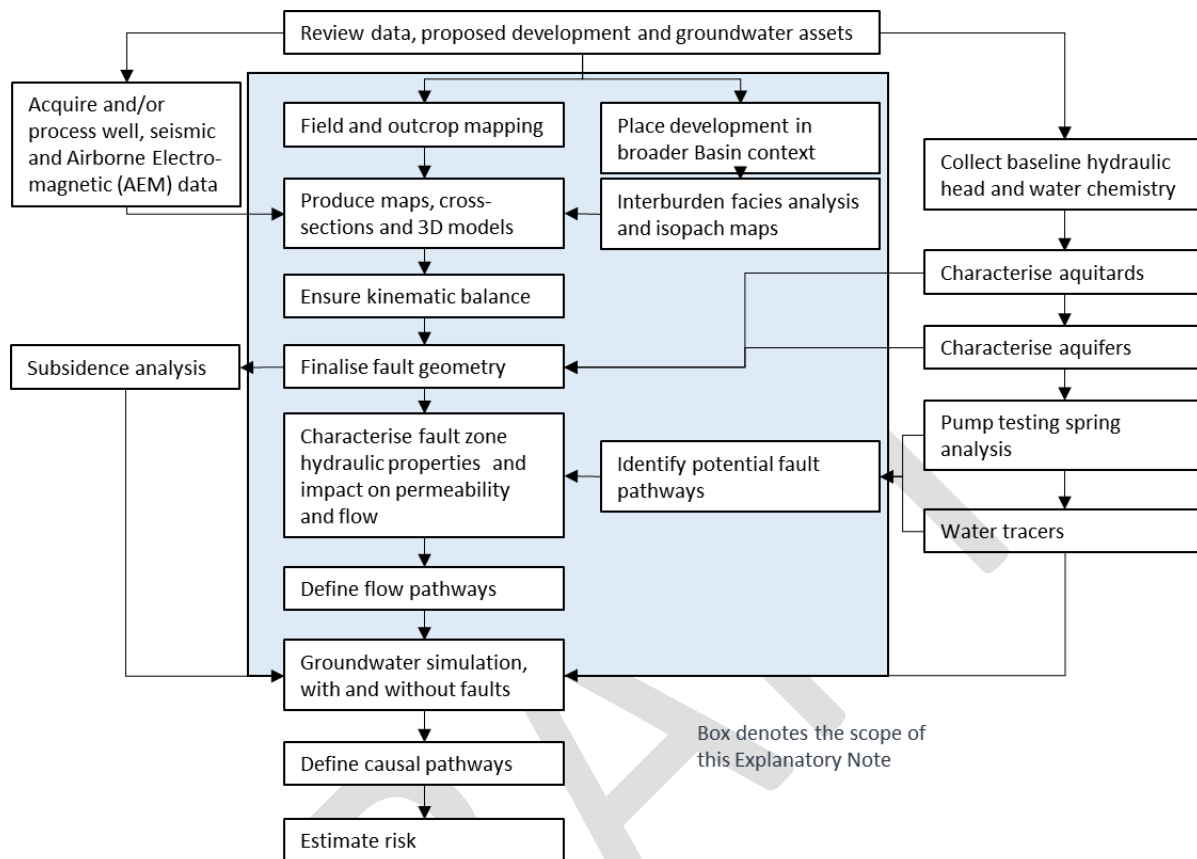 Review data, proposed development and groundwater assets
Acquire and/or
process well, seismic
and Airborne Electro-
magnetic (AEM) data
Field and outcrop mapping
Place development in
broader Basin context
Collect baseline hydraulic
head and water chemistry
Produce maps, cross-
sections and 3D models
Interburden facies analysis
and isopach maps
Ensure kinematic balance
Characterise aquitards
Subsidence analysis
Finalise fault geometry
Characterise aquifers
Characterise fault zone
hydraulic properties and
impact on permeability
and flow
Identify potential fault
pathways
Pump testing spring
analysis
Water tracers
Define flow pathways
Groundwater simulation,
with and without faults
Box denotes the scope of
this Explanatory Note
Define causal pathways
Estimate risk